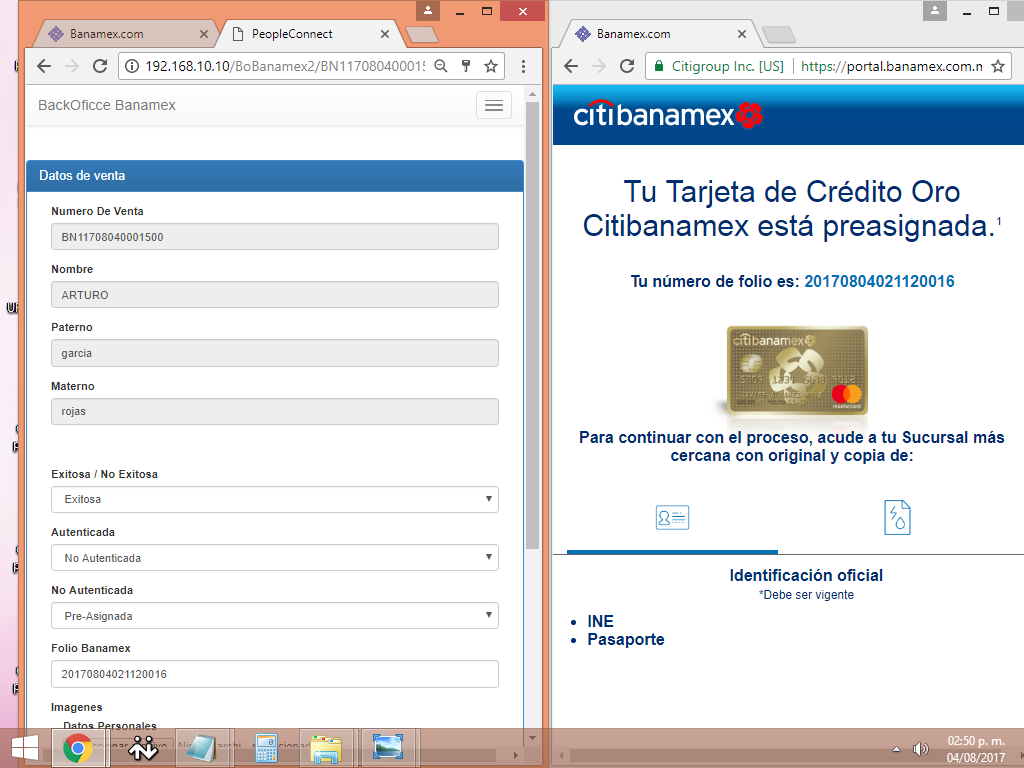 Banamex.com
PeopleConnect
192.168.10.10/BoBanamex2/BN117080400015
BackOficce Banamex
Datos de venta
Numero De Venta
BN11708040001500
Nombre
ARTURO
Paterno
garcia
Materno
rojas
Exitosa / No Exitosa
Exitosa
Autenticada
No Autenticada
No Autenticada
Pre-Asignada
Folio Banamex
20170804021120016
Imagenes
Datos Personales
Banamex.com
Citigroup Inc. [US]
https://portal.banamex.com.m
citibanamex
Tu Tarjeta de Crédito Oro
Citibanamex está preasignada.1
Tu número de folio es: 20170804021120016
citibanamex
Para continuar con el proceso, acude a tu Sucursal más
cercana con original y copia de:
Identificación oficial
*Debe ser vigente
INE
Pasaporte
02:50 p. m.
04/08/2017